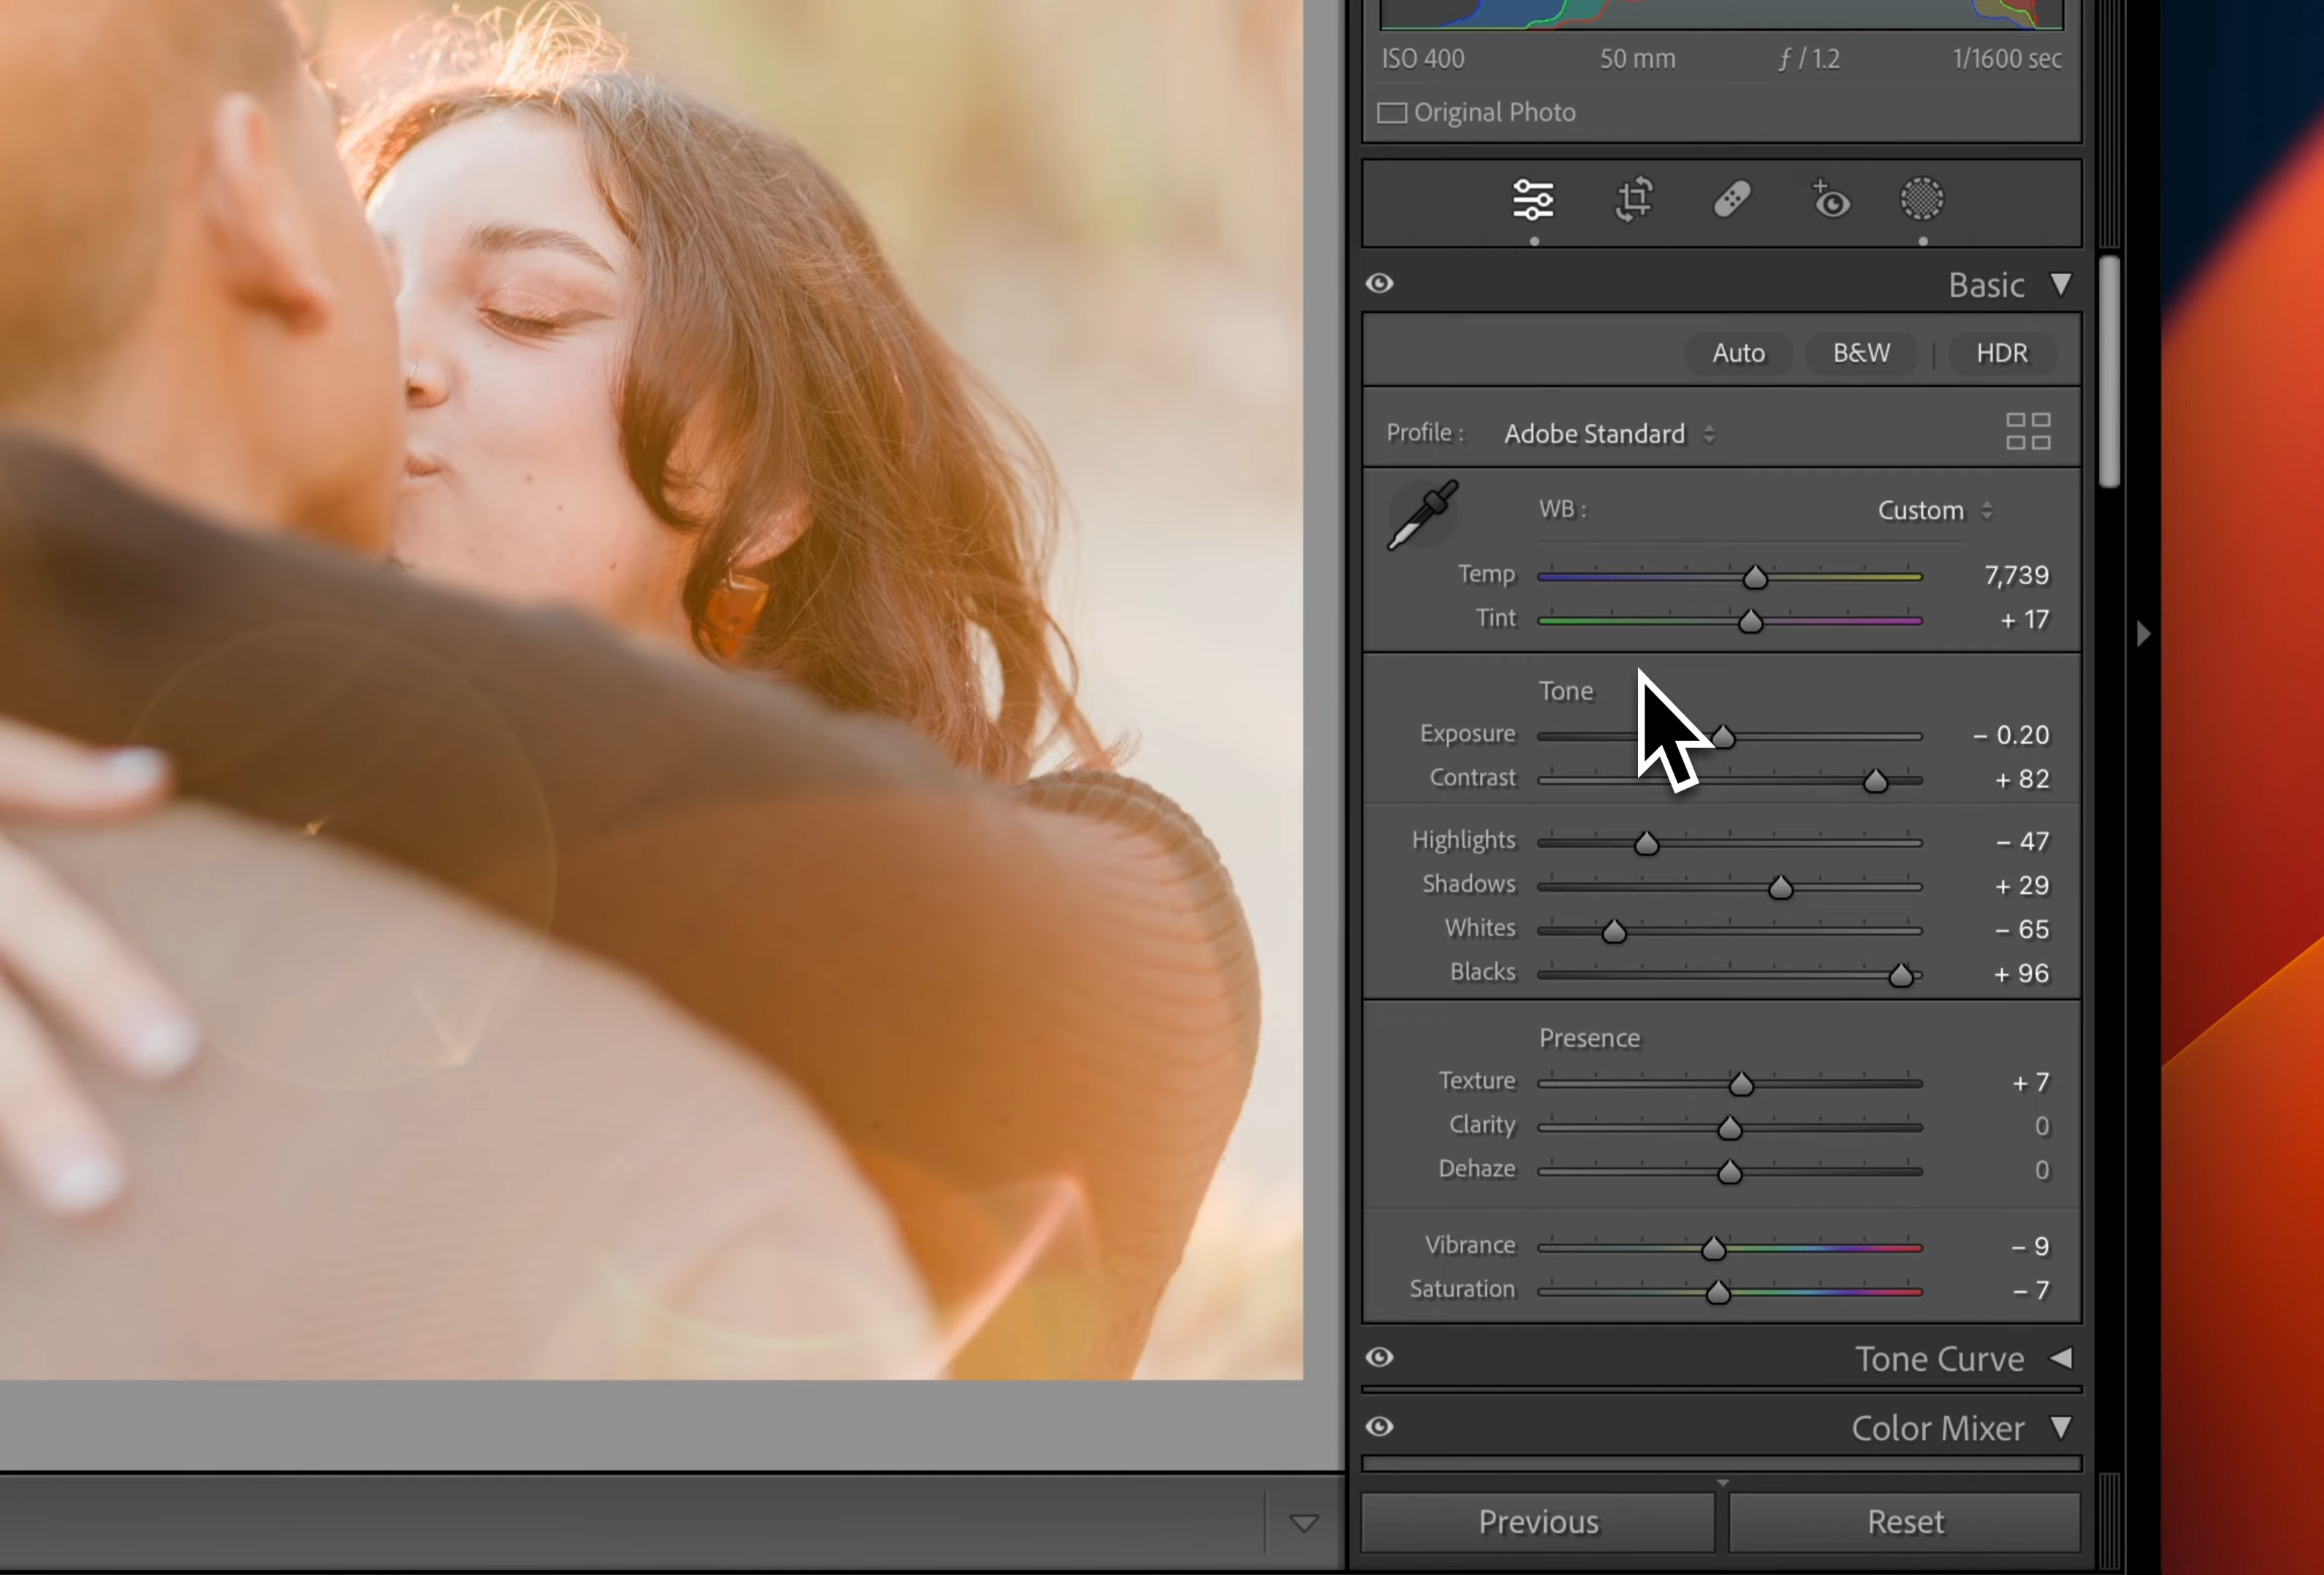 ISO 400 50 mm ƒ / 1.2 1/1600 sec
Original Photo
Basic
Auto B&W HDR
Profile : Adobe Standard
WB : Custom
Temp 7,739
Tint + 17
Tone
Exposure − 0.20
Contrast + 82
Highlights − 47
Shadows + 29
Whites − 65
Blacks + 96
Presence
Texture + 7
Clarity 0
Dehaze 0
Vibrance − 9
Saturation − 7
Tone Curve
Color Mixer
Previous Reset